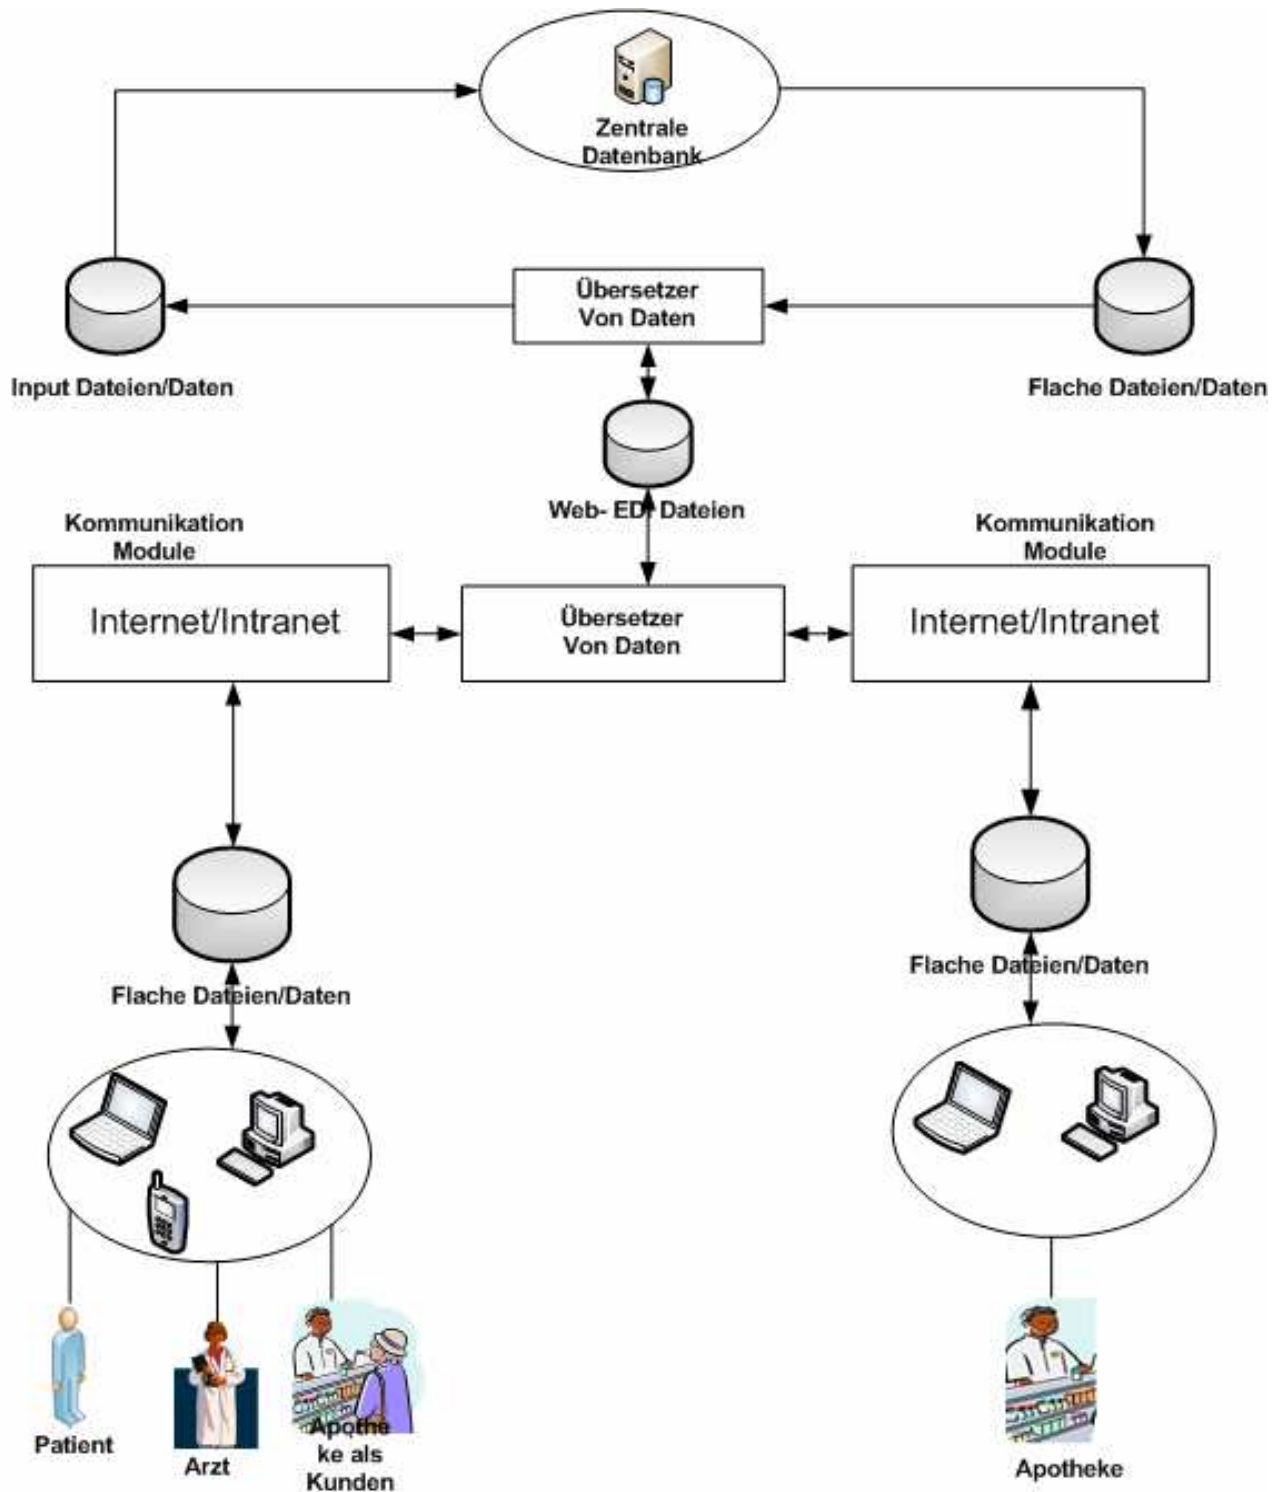 Zentrale
Datenbank
Übersetzer
Von Daten
Input Dateien/Daten
Flache Dateien/Daten
Web- EDI Dateien
Kommunikation
Module
Kommunikation
Module
Internet/Intranet
Übersetzer
Von Daten
Internet/Intranet
Flache Dateien/Daten
Flache Dateien/Daten
Patient
Arzt
Apothe
ke als
Kunden
Apotheke